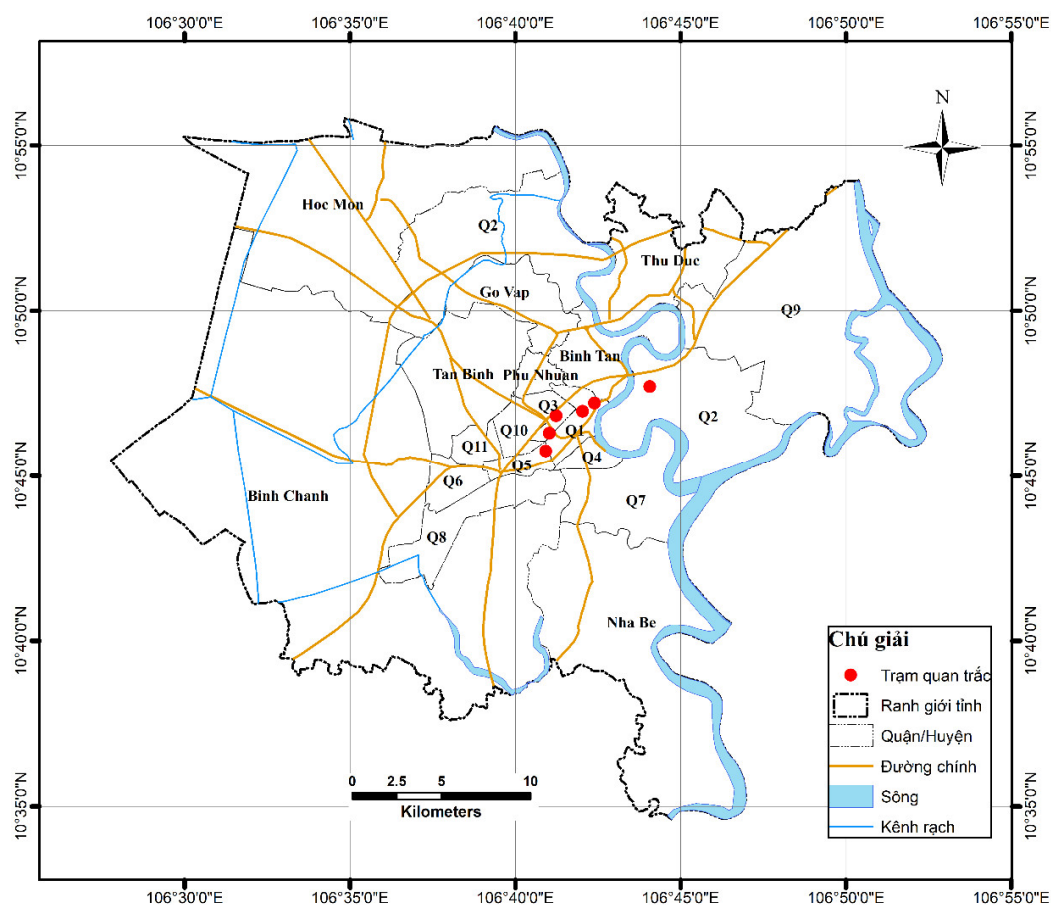 106°30'0"E 106°35'0"E 106°40'0"E 106°45'0"E 106°50'0"E 106°55'0"E
N
10°55'0"N 10°55'0"N
Hoc Mon
Q2
Thu Duc
Go Vap
10°50'0"N Q9 10°50'0"N
Binh Tan
Tan Binh Phu Nhuan
Q3
Q2
Q10 Q1
Q11
Q4
Q5
10°45'0"N 10°45'0"N
Q6
Binh Chanh
Q7
Q8
Nha Be
10°40'0"N 10°40'0"N
Chú giải
Trạm quan trắc
Ranh giới tỉnh
Quận/Huyện
Đường chính
Sông
Kênh rạch
0 2.5 5 10
Kilometers
10°35'0"N 10°35'0"N
106°30'0"E 106°35'0"E 106°40'0"E 106°45'0"E 106°50'0"E 106°55'0"E